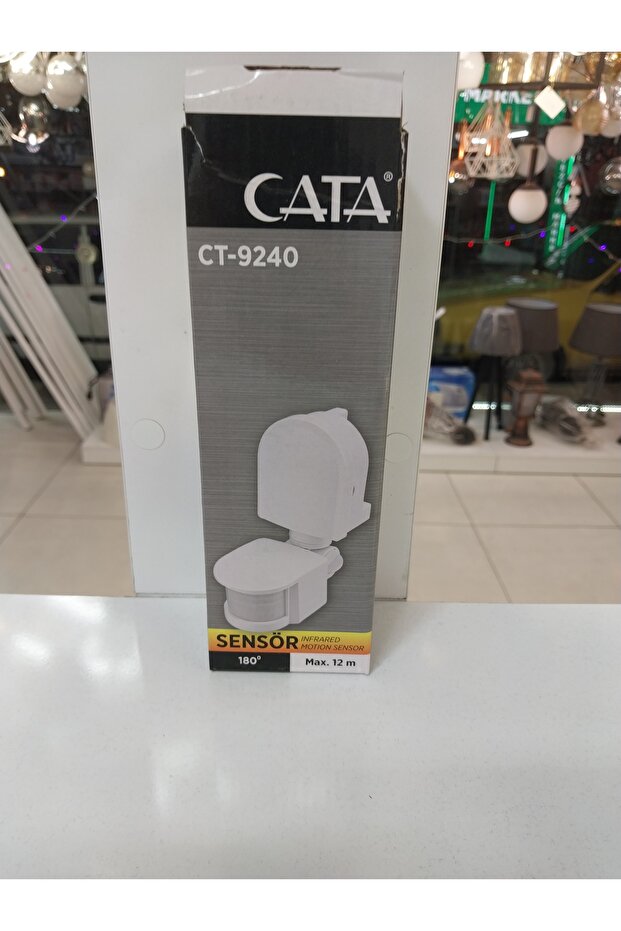 CATA®
CT-9240
SENSÖR
INFRARED
MOTION SENSOR
180°
Max. 12 m